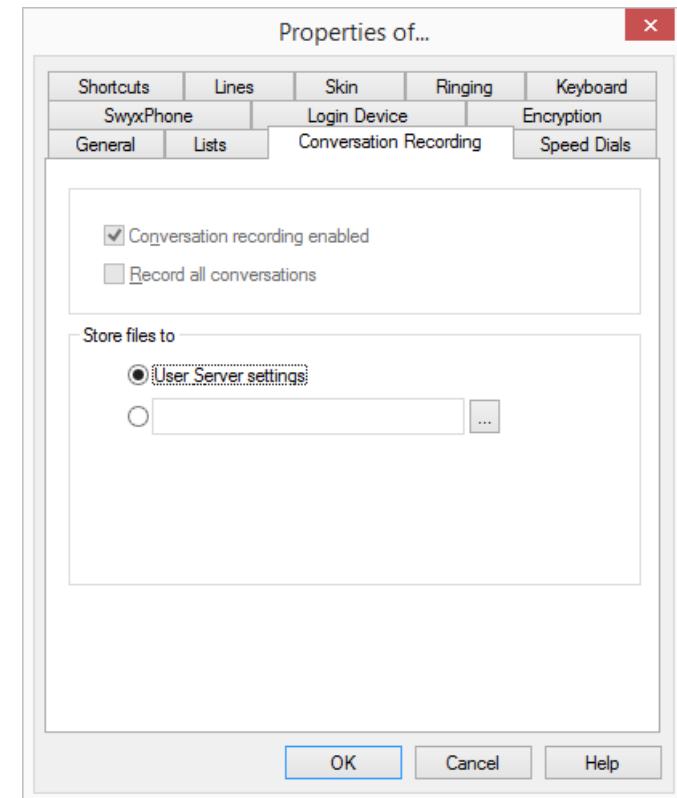 Properties of...
Shortcuts Lines Skin Ringing Keyboard
SwyxPhone Login Device Encryption
General Lists Conversation Recording Speed Dials
Conversation recording enabled
Record all conversations
Store files to
User Server settings
...
OK Cancel Help